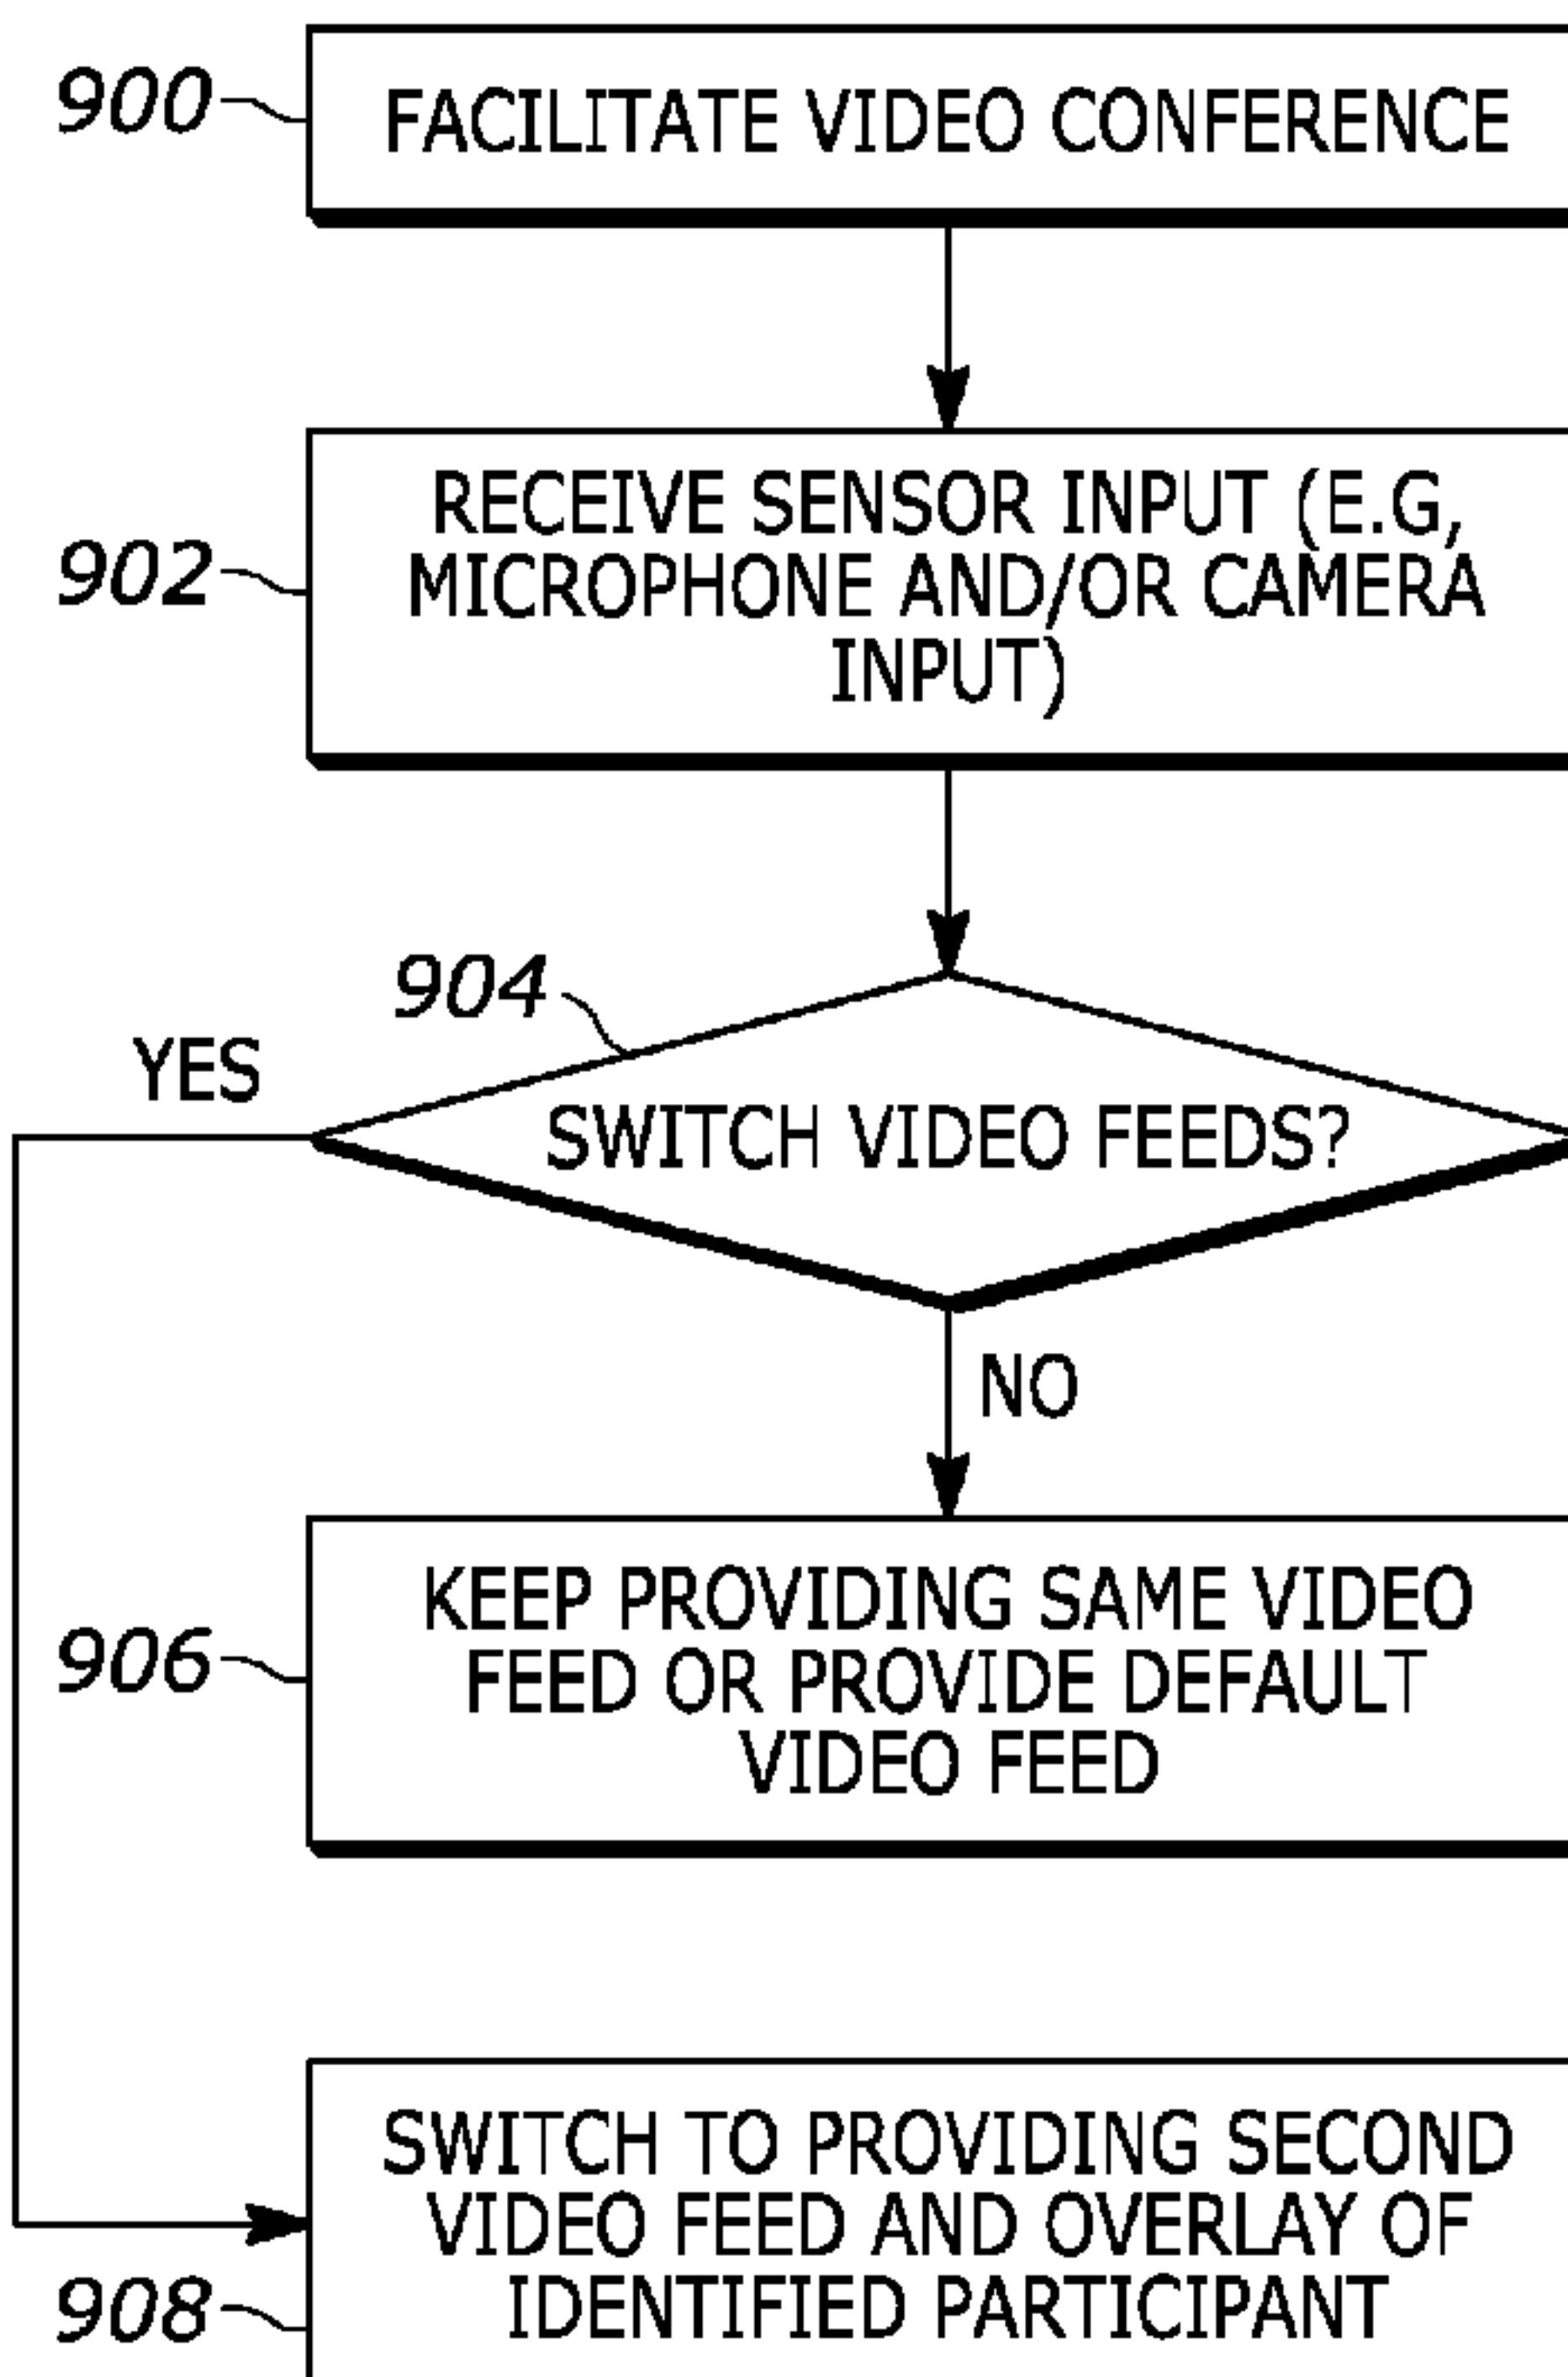 900
FACILITATE VIDEO CONFERENCE
902
RECEIVE SENSOR INPUT (E.G,
MICROPHONE AND/OR CAMERA
INPUT)
904
YES
SWITCH VIDEO FEEDS?
NO
906
KEEP PROVIDING SAME VIDEO
FEED OR PROVIDE DEFAULT
VIDEO FEED
908
SWITCH TO PROVIDING SECOND
VIDEO FEED AND OVERLAY OF
IDENTIFIED PARTICIPANT